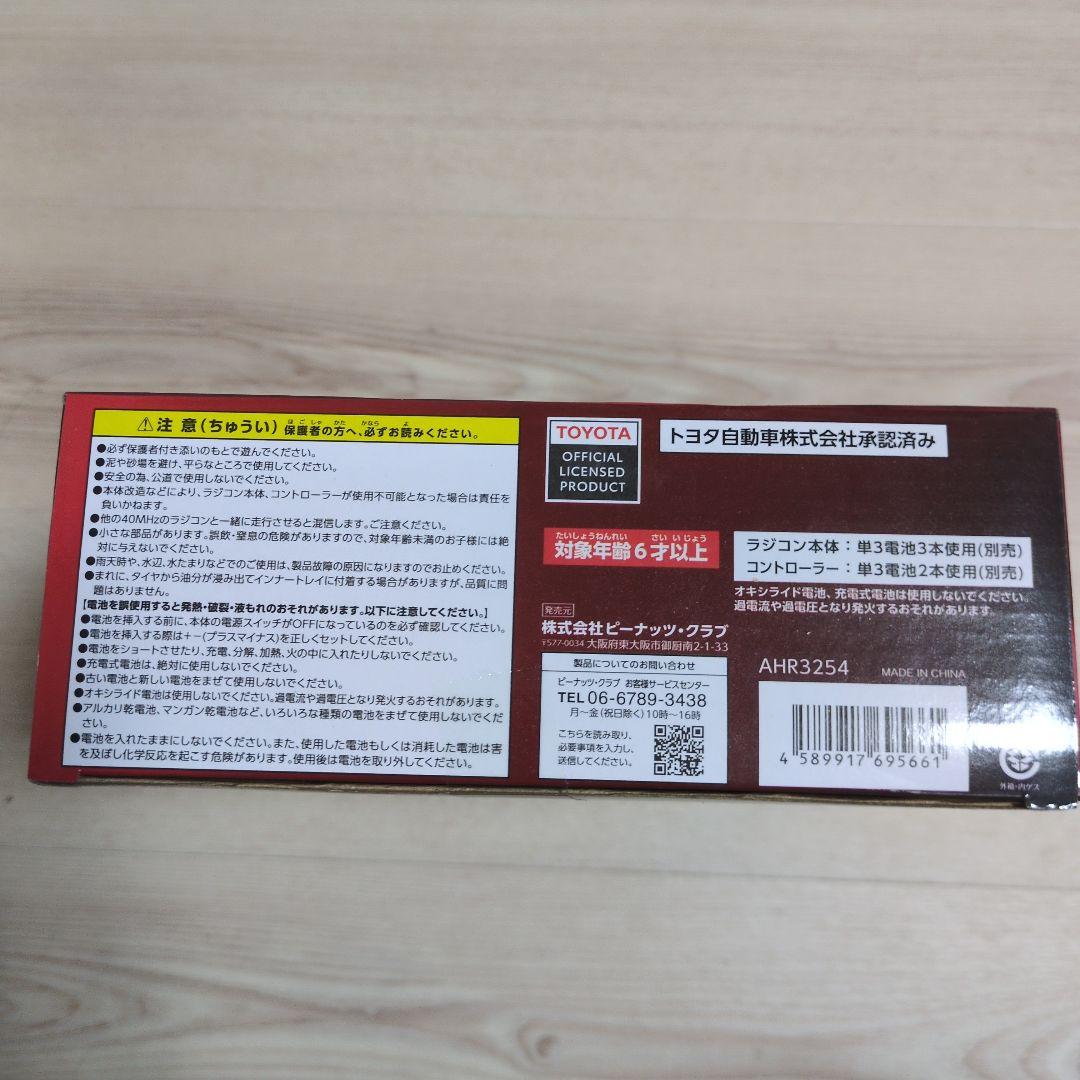 ⚠注 意(ちゅうい) 保護者の方へ、必ずお読みください。
ほ ご しゃ かた かなら よ
●必ず保護者付き添いのもとで遊んでください。
●泥や砂場を避け、平らなところで使用してください。
●安全の為、公道で使用しないでください。
●本体改造などにより、ラジコン本体、コントローラーが使用不可能となった場合は責任を
負いかねます。
●他の40MHzのラジコンと一緒に走行させると混信します。ご注意ください。
●小さな部品があります。誤飲・窒息の危険がありますので、対象年齢未満のお子様には絶
対に与えないでください。
●雨天時や、水辺、水たまりなどでのご使用は、製品故障の原因になりますのでお止めください。
●まれに、タイヤから油分が浸み出てインナートレイに付着する場合がありますが、品質に問
題はありません。
【電池を誤使用すると発熱・破裂・液もれのおそれがあります。以下に注意してください。】
●電池を挿入する前に、本体の電源スイッチがOFFになっているのを必ず確認してください。
●電池を挿入する際は+-(プラスマイナス)を正しくセットしてください。
●電池をショートさせたり、充電、分解、加熱、火の中に入れたりしないでください。
●充電式電池は、絶対に使用しないでください。
●古い電池と新しい電池をまぜて使用しないでください。
●オキシライド電池は使用しないでください。過電流や過電圧となり発火するおそれがあります。
●アルカリ乾電池、マンガン乾電池など、いろいろな種類の電池をまぜて使用しないでくだ
さい。
●電池を入れたままにしないでください。また、使用した電池もしくは消耗した電池は害
を及ぼし化学反応を起こす危険があります。使用後は電池を取り外してください。
TOYOTA
OFFICIAL
LICENSED
PRODUCT
トヨタ自動車株式会社承認済み
たいしょうねんれい さい いじょう
対象年齢6才以上
ラジコン本体:単3電池3本使用(別売)
コントローラー:単3電池2本使用(別売)
オキシライド電池、充電式電池は使用しないでください。
過電流や過電圧となり発火するおそれがあります。
発売元
株式会社ピーナッツ・クラブ
〒577-0034 大阪府東大阪市御厨南2-1-33
製品についてのお問い合わせ
ピーナッツ・クラブ お客様サービスセンター
TEL 06-6789-3438
月〜金(祝日除く)10時〜16時
こちらを読み取り、
必要事項を入力し、
送信してください。
AHR3254
MADE IN CHINA
4 589917 695661
外箱・内ゲス